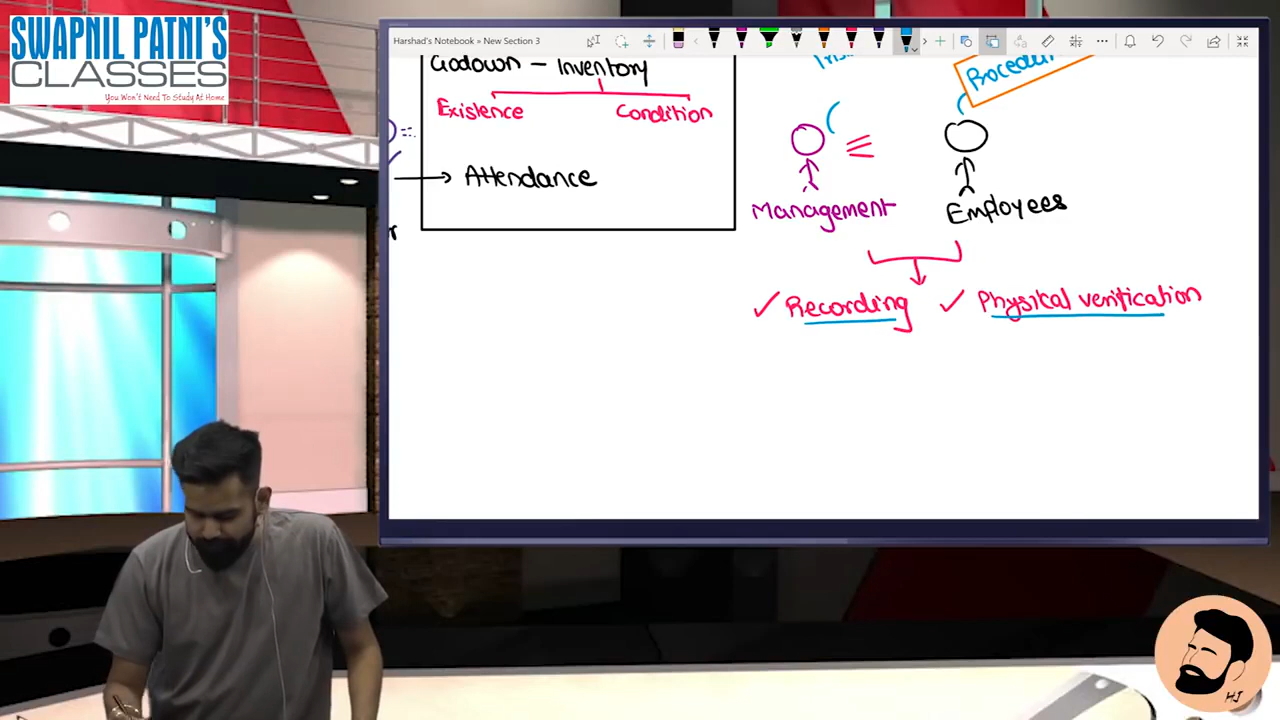 SWAPNIL PATNI'S
CLASSES
You Won't Need To Study At Home
Harshad's Notebook » New Section 3
Godown – Inventory
Existence Condition
Attendance
Management
Employees
✓ Recording ✓ Physical verification
HJ